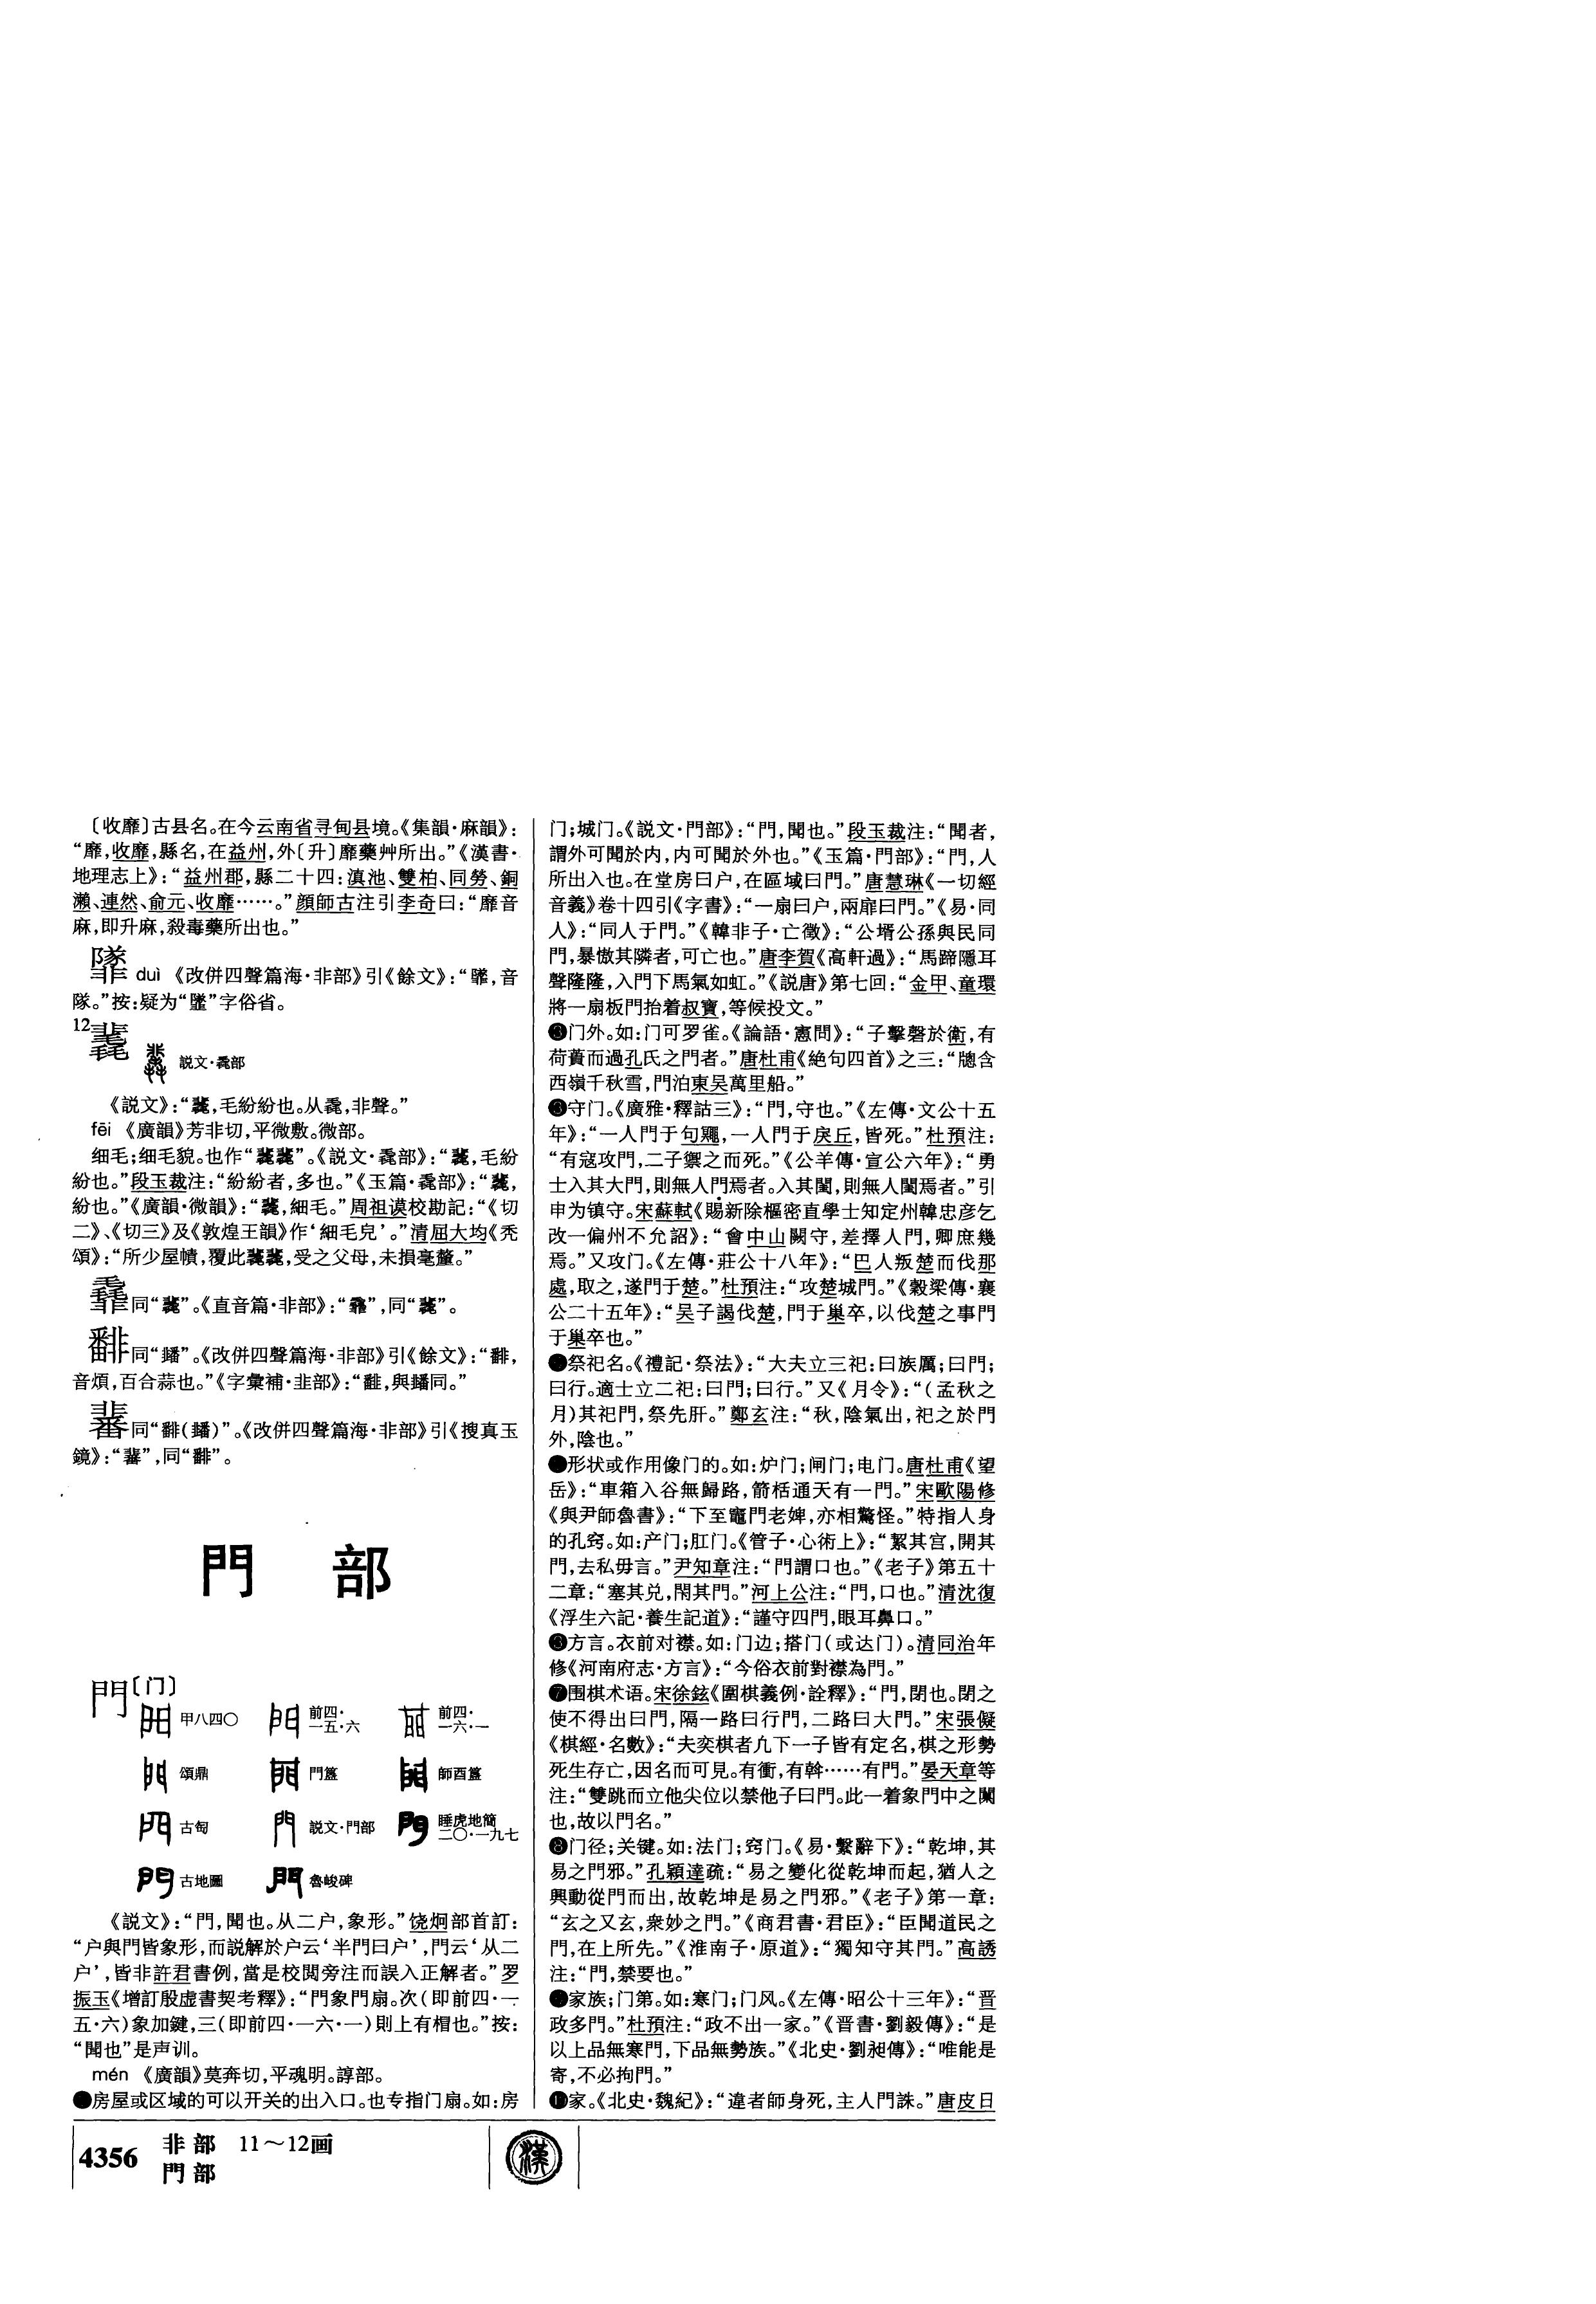 〔收靡〕古县名。在今云南省寻甸县境。《集韻·麻韻》：
“靡，收靡，縣名，在益州，外〔升〕靡藥艸所出。”《漢書·
地理志上》：“益州郡，縣二十四：滇池、雙柏、同勞、銅
瀨、連然、俞元、收靡……。”顔師古注引李奇曰：“靡音
麻，即升麻，殺毒藥所出也。”
duì 《改併四聲篇海·非部》引《餘文》：“，音
隊。”按：疑为“”字俗省。
12
説文·毳部
《説文》：“，毛紛紛也。从毳，非聲。”
fēi 《廣韻》芳非切，平微敷。微部。
细毛；细毛貌。也作“”。《説文·毳部》：“，毛紛
紛也。”段玉裁注：“紛紛者，多也。”《玉篇·毳部》：“，
紛也。”《廣韻·微韻》：“，細毛。”周祖谟校勘記：“《切
二》、《切三》及《敦煌王韻》作‘細毛皃’。”清屈大均《秃
頌》：“所少屋幘，覆此，受之父母，未損毫釐。”
同“”。《直音篇·非部》：“”，同“”。
同“”。《改併四聲篇海·非部》引《餘文》：“，
音煩，百合蒜也。”《字彙補·韭部》：“，與同。”
同“”。《改併四聲篇海·非部》引《搜真玉
鏡》：“”，同“”。
門 部
門〔门〕
甲八四〇 前四·一五·六 前四·一六·一
頌鼎 門簋 師酉簋
古匋 説文·門部 睡虎地簡二〇·一九七
古地圖 魯峻碑
《説文》：“門，聞也。从二户，象形。”饶炯部首訂：
“户與門皆象形，而説解於户云‘半門曰户’，門云‘从二
户’，皆非許君書例，當是校閲旁注而誤入正解者。”罗
振玉《增訂殷虚書契考釋》：“門象門扇。次（即前四·一
五·六）象加鍵，三（即前四·一六·一）則上有楣也。”按：
“聞也”是声训。
mén 《廣韻》莫奔切，平魂明。諄部。
●房屋或区域的可以开关的出入口。也专指门扇。如：房
门；城门。《説文·門部》：“門，聞也。”段玉裁注：“聞者，
謂外可聞於内，内可聞於外也。”《玉篇·門部》：“門，人
所出入也。在堂房曰户，在區域曰門。”唐慧琳《一切經
音義》卷十四引《字書》：“一扇曰户，兩扉曰門。”《易·同
人》：“同人于門。”《韓非子·亡徵》：“公壻公孫與民同
門，暴慠其隣者，可亡也。”唐李賀《高軒過》：“馬蹄隱耳
聲隆隆，入門下馬氣如虹。”《説唐》第七回：“金甲、童環
將一扇板門抬着叔寶，等候投文。”
●门外。如：门可罗雀。《論語·憲問》：“子擊磬於衛，有
荷蕢而過孔氏之門者。”唐杜甫《絶句四首》之三：“牕含
西嶺千秋雪，門泊東吴萬里船。”
❸守门。《廣雅·釋詁三》：“門，守也。”《左傳·文公十五
年》：“一人門于句鼆，一人門于戾丘，皆死。”杜預注：
“有寇攻門，二子禦之而死。”《公羊傳·宣公六年》：“勇
士入其大門，則無人門焉者。入其閨，則無人閨焉者。”引
申为镇守。宋蘇軾《賜新除樞密直學士知定州韓忠彦乞
改一偏州不允詔》：“會中山闕守，差擇人門，卿庶幾
焉。”又攻门。《左傳·莊公十八年》：“巴人叛楚而伐那
處，取之，遂門于楚。”杜預注：“攻楚城門。”《穀梁傳·襄
公二十五年》：“吴子謁伐楚，門于巢卒，以伐楚之事門
于巢卒也。”
●祭祀名。《禮記·祭法》：“大夫立三祀：曰族厲；曰門；
曰行。適士立二祀：曰門；曰行。”又《月令》：“（孟秋之
月）其祀門，祭先肝。”鄭玄注：“秋，陰氣出，祀之於門
外，陰也。”
●形状或作用像门的。如：炉门；闸门；电门。唐杜甫《望
岳》：“車箱入谷無歸路，箭栝通天有一門。”宋歐陽修
《與尹師魯書》：“下至竈門老婢，亦相驚怪。”特指人身
的孔窍。如：产门；肛门。《管子·心術上》：“絜其宫，開其
門，去私毋言。”尹知章注：“門謂口也。”《老子》第五十
二章：“塞其兑，閇其門。”河上公注：“門，口也。”清沈復
《浮生六記·養生記道》：“謹守四門，眼耳鼻口。”
❻方言。衣前对襟。如：门边；搭门（或达门）。清同治年
修《河南府志·方言》：“今俗衣前對襟為門。”
❼围棋术语。宋徐鉉《圍棋義例·詮釋》：“門，閉也。閉之
使不得出曰門，隔一路曰行門，二路曰大門。”宋張儗
《棋經·名數》：“夫奕棋者凣下一子皆有定名，棋之形勢
死生存亡，因名而可見。有衝，有幹……有門。”晏天章等
注：“雙跳而立他尖位以禁他子曰門。此一着象門中之闑
也，故以門名。”
❽门径；关键。如：法门；窍门。《易·繫辭下》：“乾坤，其
易之門邪。”孔穎達疏：“易之變化從乾坤而起，猶人之
興動從門而出，故乾坤是易之門邪。”《老子》第一章：
“玄之又玄，衆妙之門。”《商君書·君臣》：“臣聞道民之
門，在上所先。”《淮南子·原道》：“獨知守其門。”高誘
注：“門，禁要也。”
●家族；门第。如：寒门；门风。《左傳·昭公十三年》：“晋
政多門。”杜預注：“政不出一家。”《晋書·劉毅傳》：“是
以上品無寒門，下品無勢族。”《北史·劉昶傳》：“唯能是
寄，不必拘門。”
❿家。《北史·魏紀》：“違者師身死，主人門誅。”唐皮日
4356 非部 11～12画
門部
漢